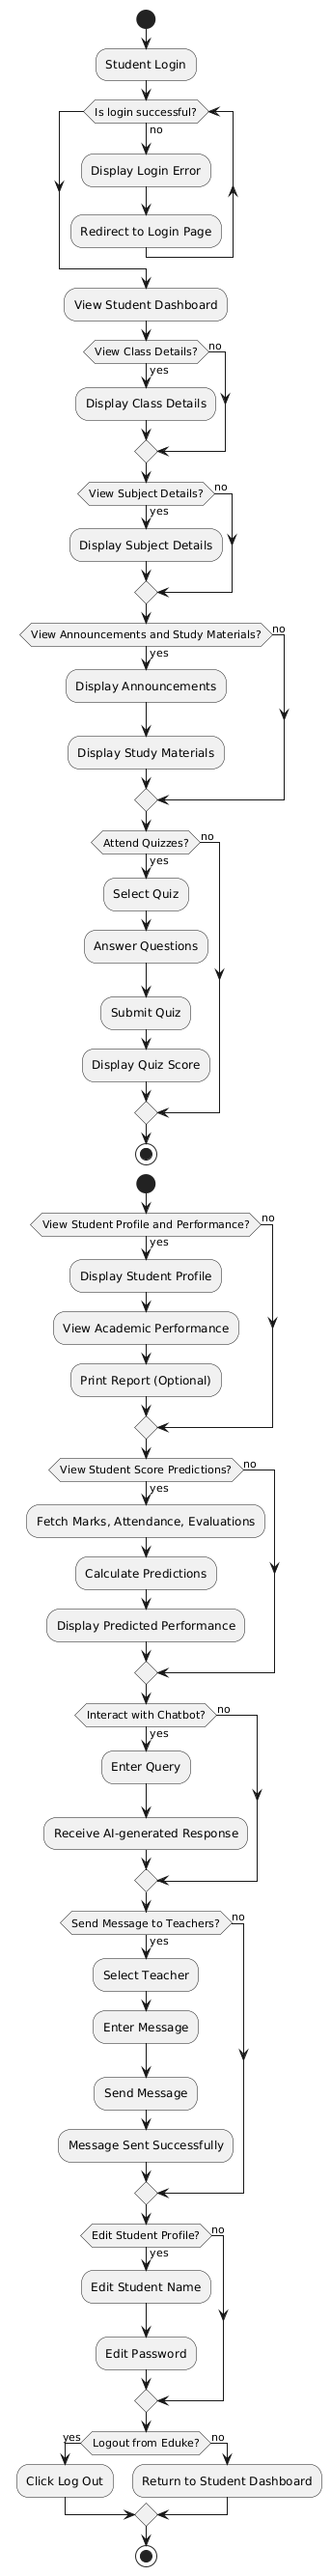 Student Login
Is login successful?
no
Display Login Error
Redirect to Login Page
View Student Dashboard
View Class Details?
no
yes
Display Class Details
View Subject Details?
no
yes
Display Subject Details
View Announcements and Study Materials?
no
yes
Display Announcements
Display Study Materials
Attend Quizzes?
no
yes
Select Quiz
Answer Questions
Submit Quiz
Display Quiz Score
View Student Profile and Performance?
no
yes
Display Student Profile
View Academic Performance
Print Report (Optional)
View Student Score Predictions?
no
yes
Fetch Marks, Attendance, Evaluations
Calculate Predictions
Display Predicted Performance
Interact with Chatbot?
no
yes
Enter Query
Receive AI-generated Response
Send Message to Teachers?
no
yes
Select Teacher
Enter Message
Send Message
Message Sent Successfully
Edit Student Profile?
no
yes
Edit Student Name
Edit Password
yes
Logout from Eduke?
no
Click Log Out
Return to Student Dashboard